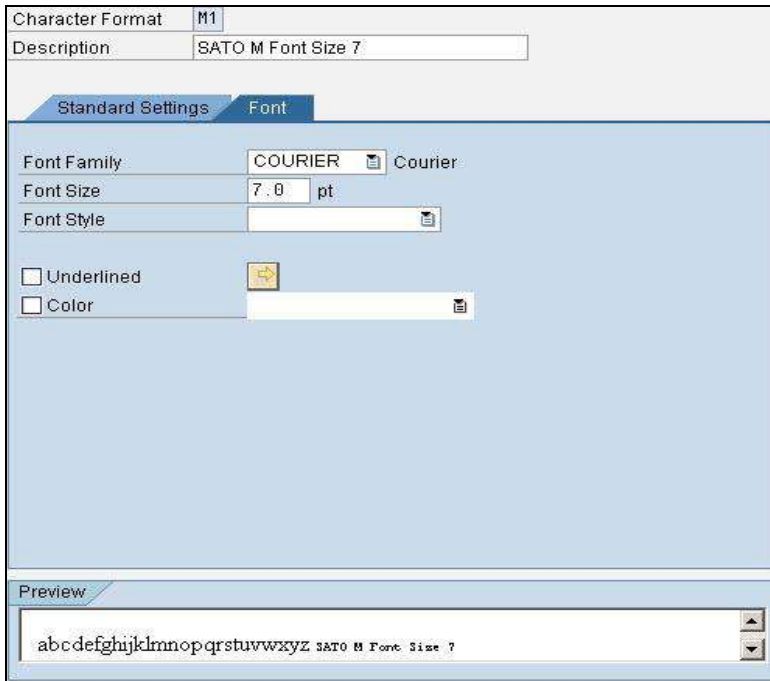 Character Format M1
Description SATO M Font Size 7
Standard Settings Font
Font Family COURIER Courier
Font Size 7.0 pt
Font Style
Underlined
Color
Preview
abcdefghijklmnopqrstuvwxyz SATO M Font Size 7